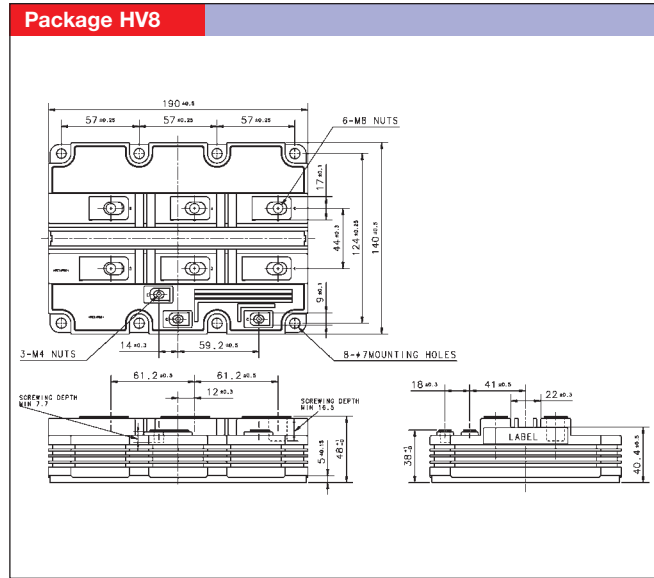 Package HV8
190±0.5
57±0.25 57±0.25 57±0.25
6-M8 NUTS
17±0.1
44±0.3
124±0.25
140±0.5
9±0.1
3-M4 NUTS
14±0.3
59.2±0.5
8-φ7MOUNTING HOLES
61.2±0.5 61.2±0.5
12±0.3
SCREWING DEPTH
MIN 7.7
SCREWING DEPTH
MIN 16.5
5±0.15
48
18±0.3
41±0.5
22±0.3
LABEL
38
40.4±0.5